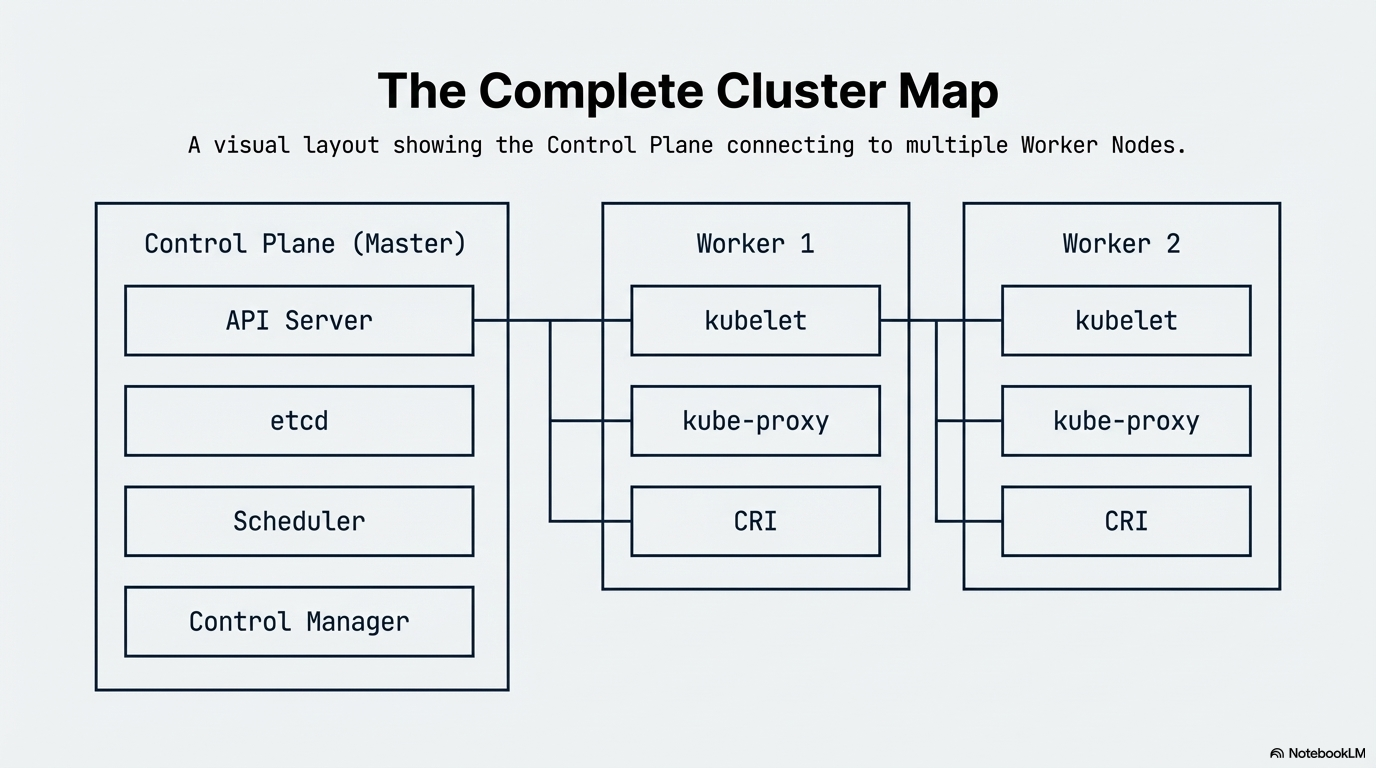 The Complete Cluster Map
A visual layout showing the Control Plane connecting to multiple Worker Nodes.
Control Plane (Master)
API Server
etcd
Scheduler
Control Manager
Worker 1
kubelet
kube-proxy
CRI
Worker 2
kubelet
kube-proxy
CRI
NotebookLM